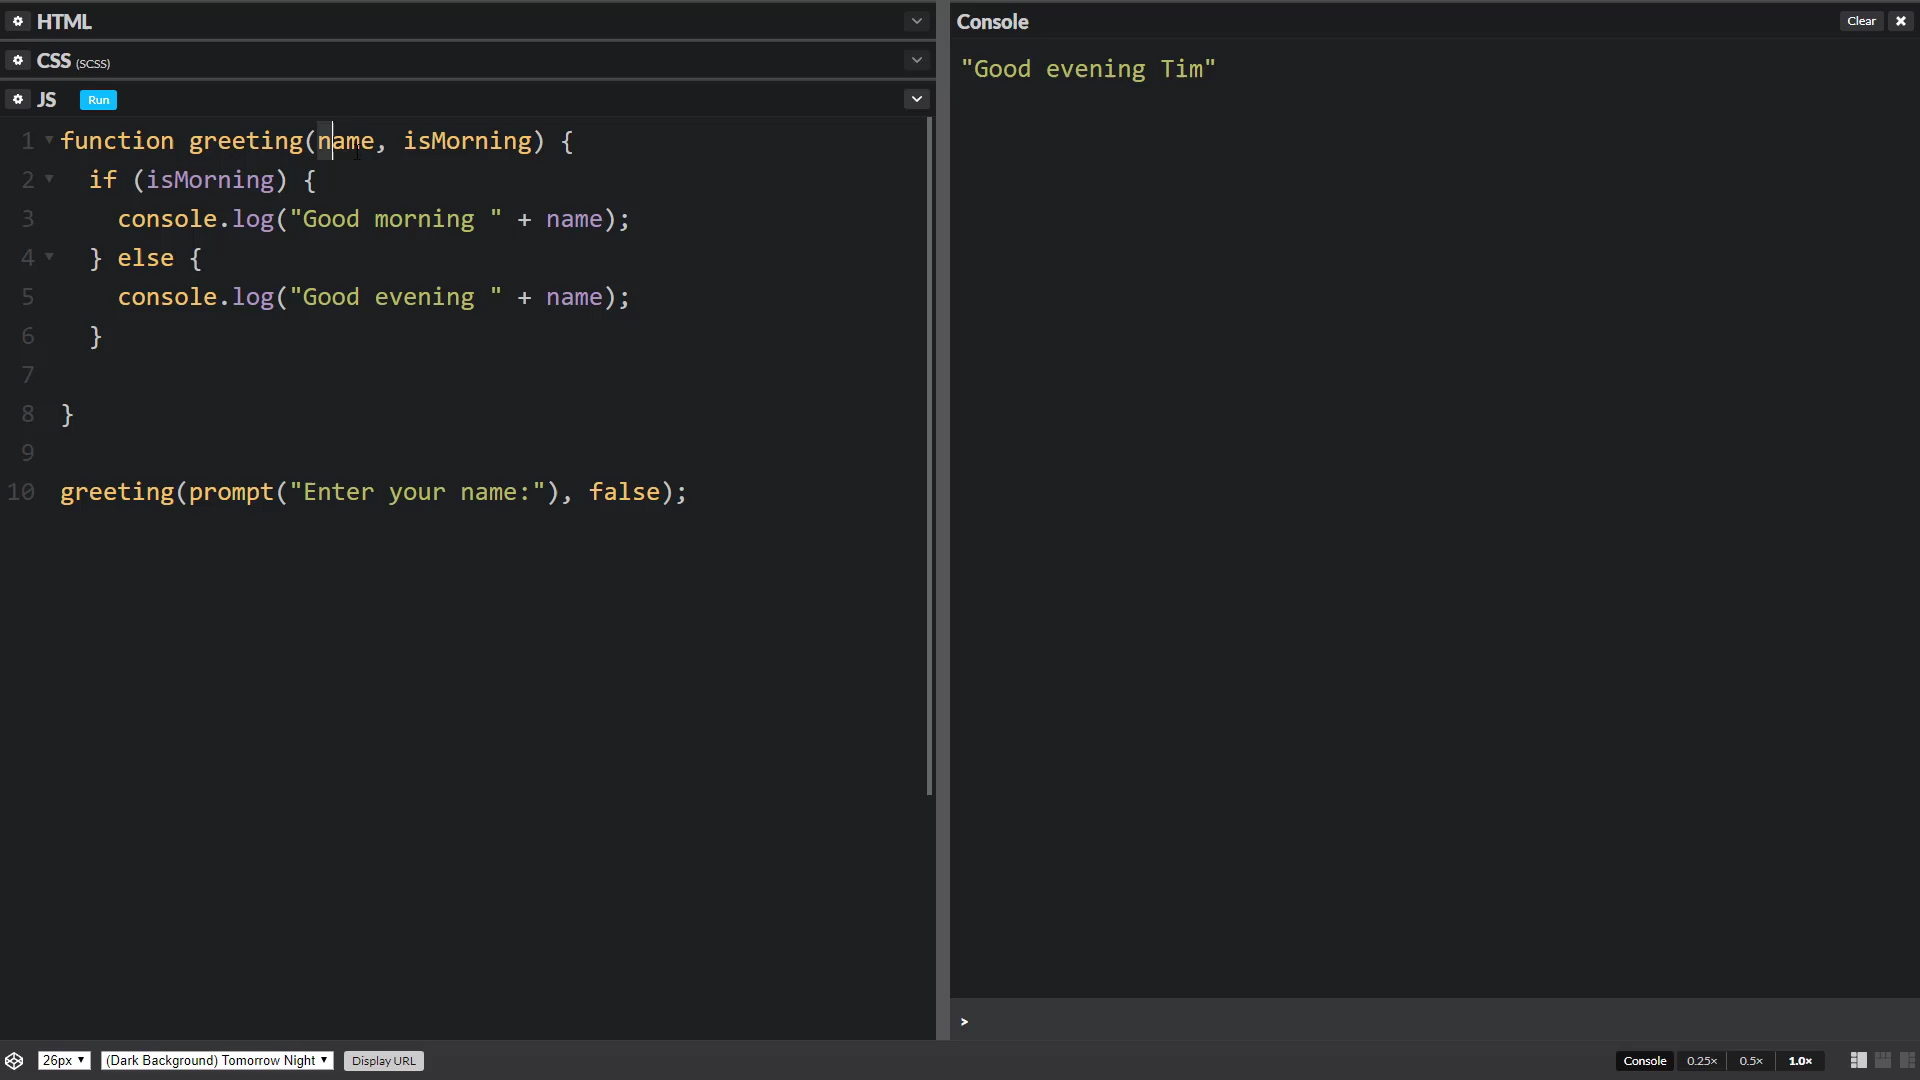 HTML
CSS (SCSS)
JS Run
1 function greeting(name, isMorning) {
2 if (isMorning) {
3 console.log("Good morning " + name);
4 } else {
5 console.log("Good evening " + name);
6 }
7
8 }
9
10 greeting(prompt("Enter your name:"), false);
Console Clear
"Good evening Tim"
>
26px (Dark Background) Tomorrow Night Display URL Console 0.25× 0.5× 1.0×